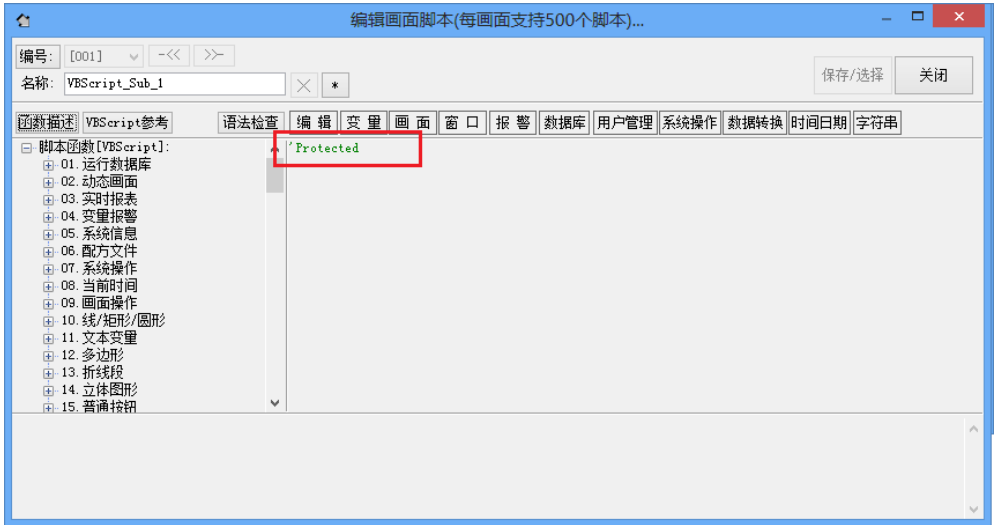 编辑画面脚本(每画面支持500个脚本)...
编号: [001] -<< >>-
名称: VBScript_Sub_1 *
保存/选择 关闭
函数描述 VBScript参考 语法检查 编 辑 变 量 画 面 窗 口 报 警 数据库 用户管理 系统操作 数据转换 时间日期 字符串
脚本函数[VBScript]:
01.运行数据库
02.动态画面
03.实时报表
04.变量报警
05.系统信息
06.配方文件
07.系统操作
08.当前时间
09.画面操作
10.线/矩形/圆形
11.文本变量
12.多边形
13.折线段
14.立体图形
15.普通按钮
'Protected